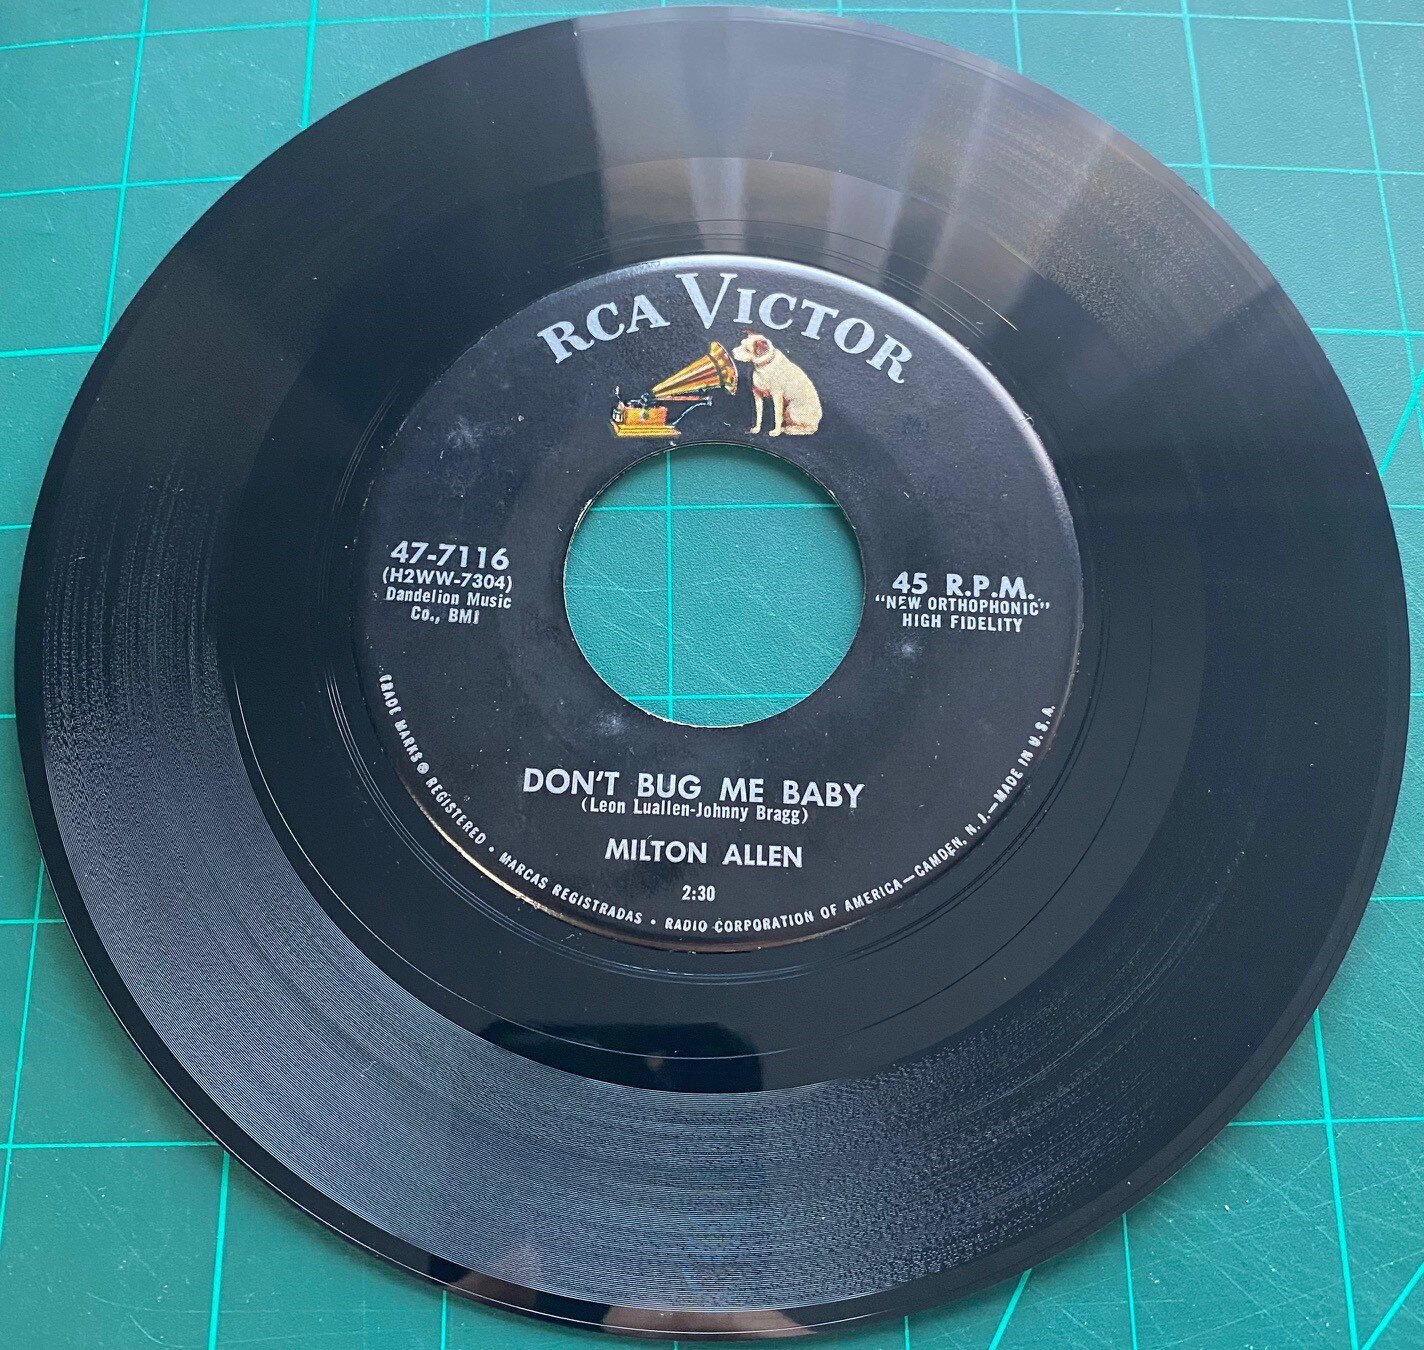 RCA VICTOR
47-7116
(H2WW-7304)
Dandelion Music
Co., BMI
45 R.P.M.
"NEW ORTHOPHONIC"
HIGH FIDELITY
DON'T BUG ME BABY
(Leon Luallen-Johnny Bragg)
MILTON ALLEN
2:30
TRADE MARKS ® REGISTERED • MARCAS REGISTRADAS • RADIO CORPORATION OF AMERICA—CAMDEN, N. J.—MADE IN U.S.A.